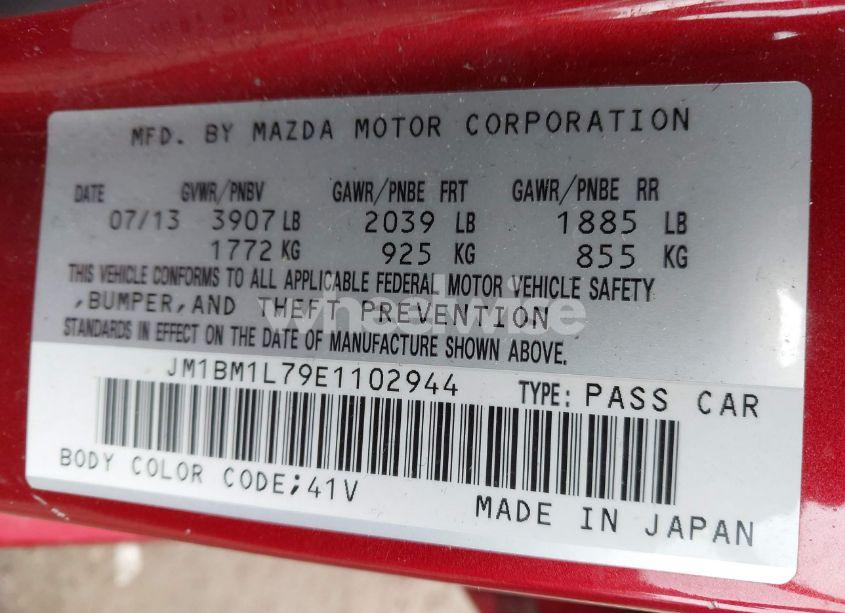 MFD. BY MAZDA MOTOR CORPORATION
DATE GVWR/PNBV GAWR/PNBE FRT GAWR/PNBE RR
07/13 3907 LB 2039 LB 1885 LB
1772 KG 925 KG 855 KG
THIS VEHICLE CONFORMS TO ALL APPLICABLE FEDERAL MOTOR VEHICLE SAFETY
,BUMPER,AND THEFT PREVENTION
STANDARDS IN EFFECT ON THE DATE OF MANUFACTURE SHOWN ABOVE.
wheelwire
JM1BM1L79E1102944 TYPE: PASS CAR
BODY COLOR CODE;41V
MADE IN JAPAN